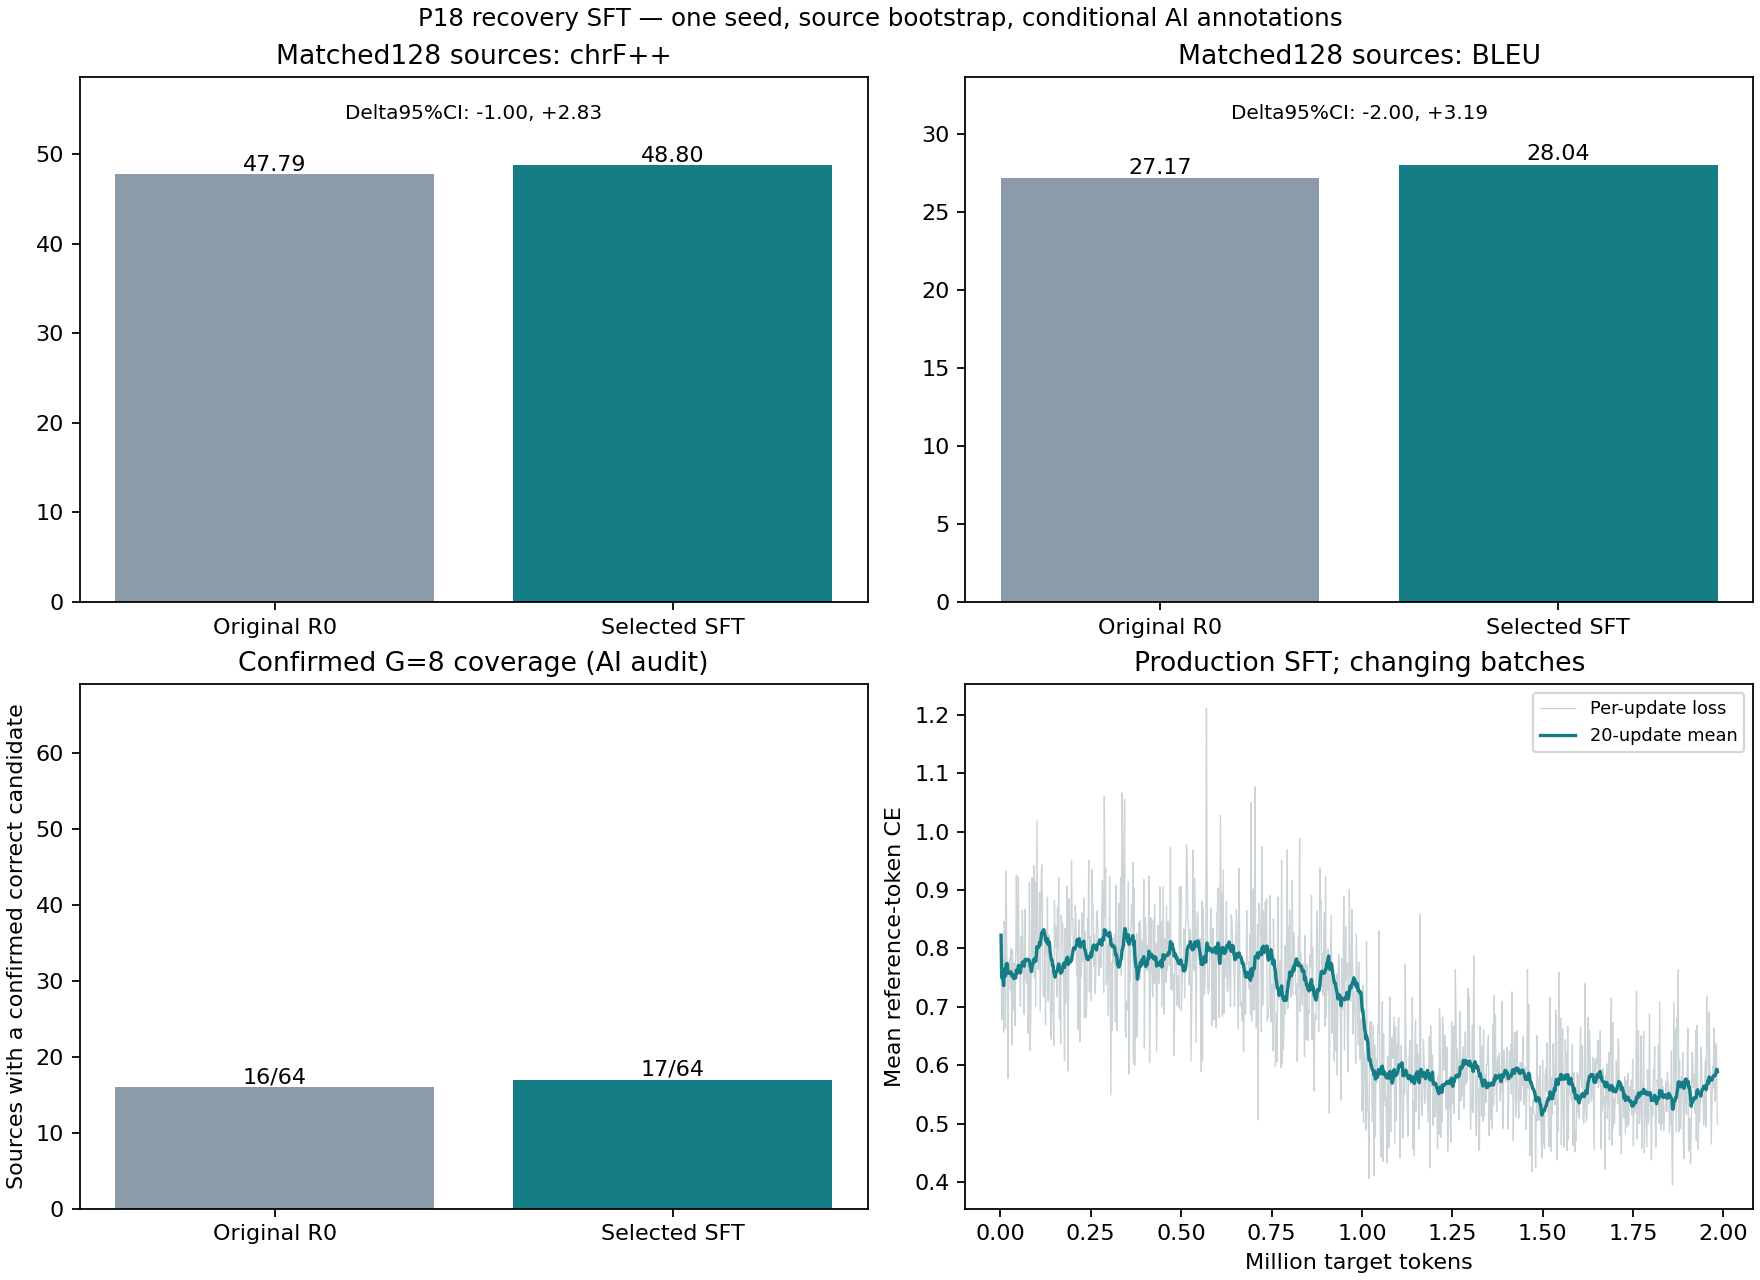 P18 recovery SFT — one seed, source bootstrap, conditional AI annotations
Matched128 sources: chrF++
Delta95%CI: -1.00, +2.83
47.79
48.80
50
40
30
20
10
0
Original R0
Selected SFT
Matched128 sources: BLEU
Delta95%CI: -2.00, +3.19
27.17
28.04
30
25
20
15
10
5
0
Original R0
Selected SFT
Confirmed G=8 coverage (AI audit)
Sources with a confirmed correct candidate
60
50
40
30
20
10
0
16/64
17/64
Original R0
Selected SFT
Production SFT; changing batches
Per-update loss
20-update mean
Mean reference-token CE
1.2
1.1
1.0
0.9
0.8
0.7
0.6
0.5
0.4
0.00
0.25
0.50
0.75
1.00
1.25
1.50
1.75
2.00
Million target tokens